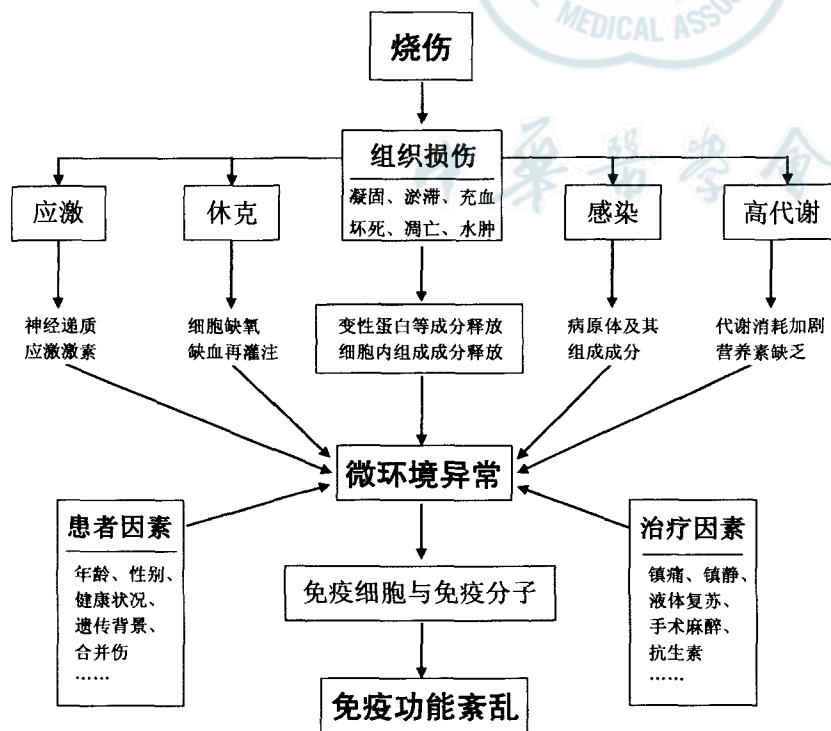 MEDICAL ASSO
中华醫學會
烧伤
组织损伤
凝固、淤滞、充血
坏死、凋亡、水肿
应激
休克
感染
高代谢
神经递质
应激激素
细胞缺氧
缺血再灌注
变性蛋白等成分释放
细胞内组成成分释放
病原体及其
组成成分
代谢消耗加剧
营养素缺乏
微环境异常
患者因素
年龄、性别、
健康状况、
遗传背景、
合并伤
……
治疗因素
镇痛、镇静、
液体复苏、
手术麻醉、
抗生素
……
免疫细胞与免疫分子
免疫功能紊乱